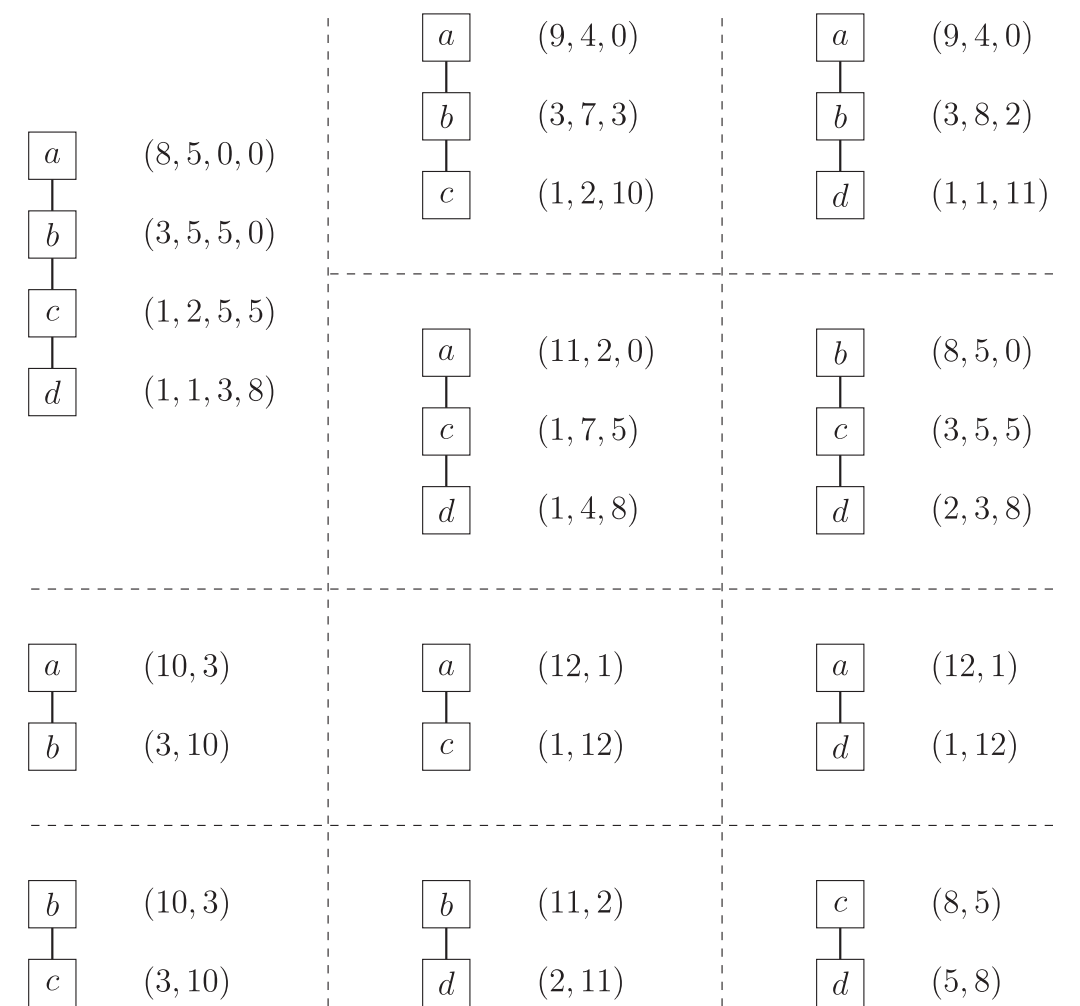 a (8, 5, 0, 0)
b (3, 5, 5, 0)
c (1, 2, 5, 5)
d (1, 1, 3, 8)
a (9, 4, 0)
b (3, 7, 3)
c (1, 2, 10)
a (9, 4, 0)
b (3, 8, 2)
d (1, 1, 11)
a (11, 2, 0)
c (1, 7, 5)
d (1, 4, 8)
b (8, 5, 0)
c (3, 5, 5)
d (2, 3, 8)
a (10, 3)
b (3, 10)
a (12, 1)
c (1, 12)
a (12, 1)
d (1, 12)
b (10, 3)
c (3, 10)
b (11, 2)
d (2, 11)
c (8, 5)
d (5, 8)